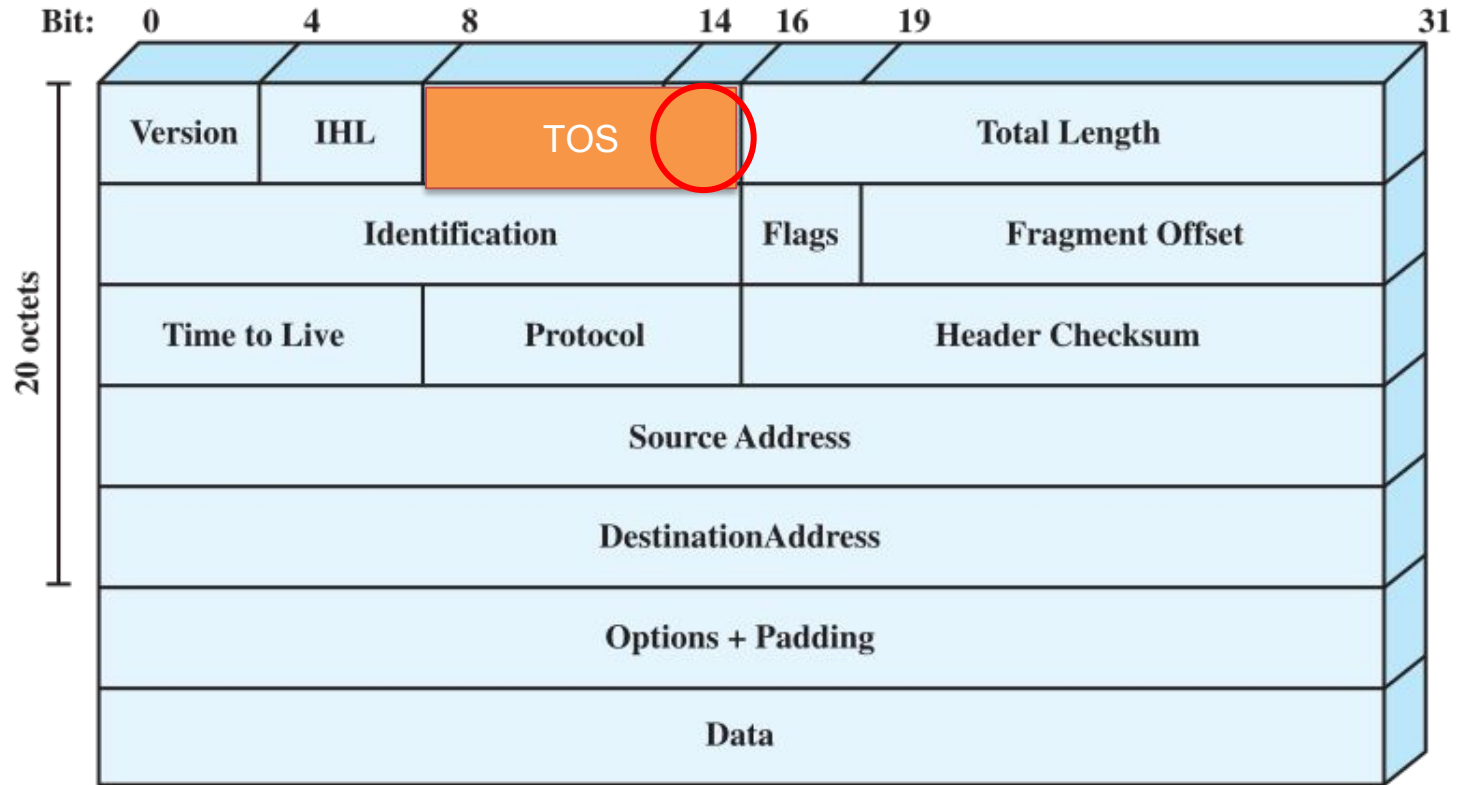 Bit: 0 4 8 14 16 19 31
Version IHL TOS Total Length
Identification Flags Fragment Offset
Time to Live Protocol Header Checksum
20 octets
Source Address
DestinationAddress
Options + Padding
Data